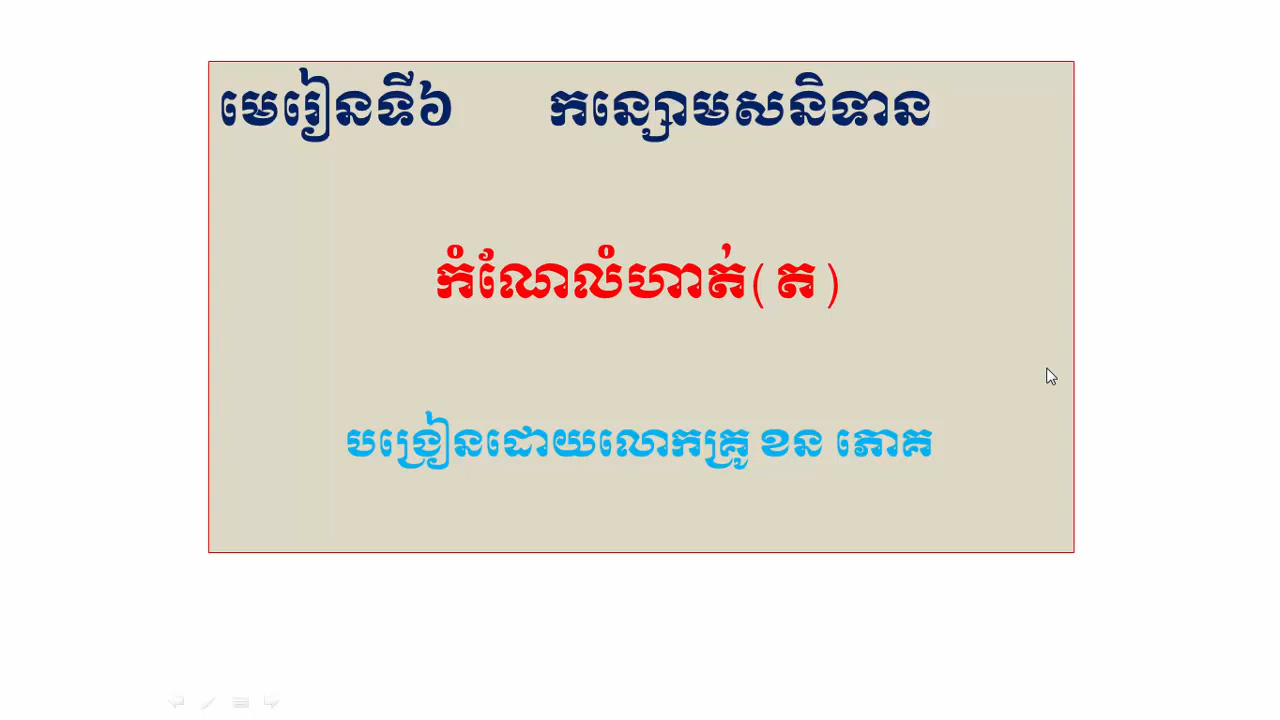 មេរៀនទី៦ កន្សោមសនិទាន
កំណែលំហាត់(ត)
បង្រៀនដោយលោកគ្រូ ខន ភោគ